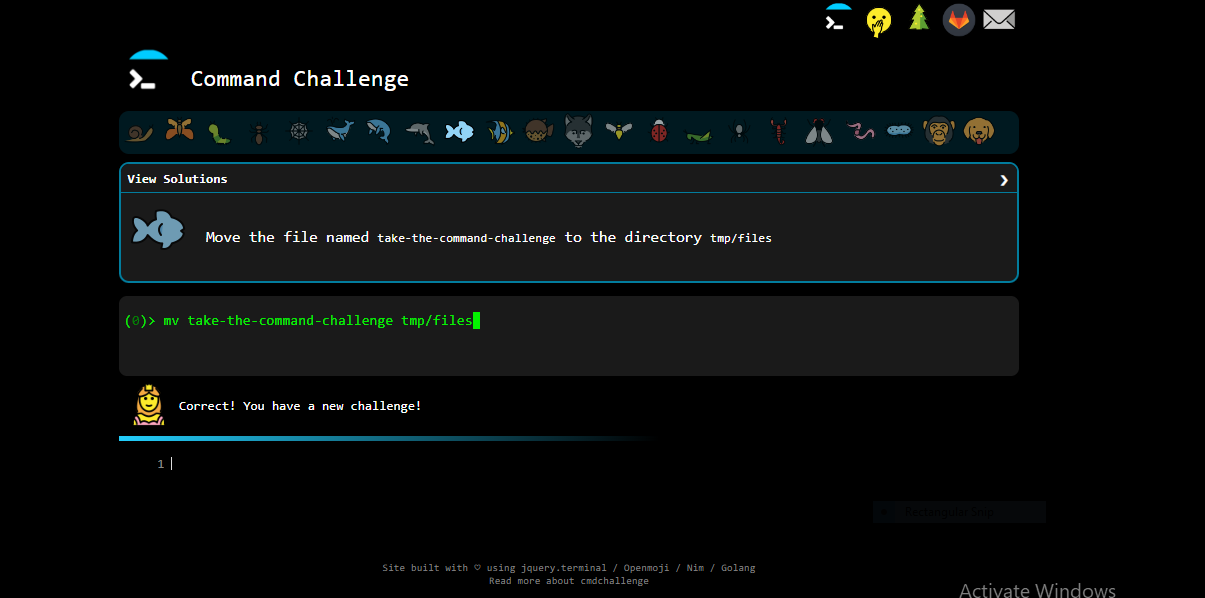 Command Challenge
View Solutions
Move the file named take-the-command-challenge to the directory tmp/files
(0)> mv take-the-command-challenge tmp/files
Correct! You have a new challenge!
1
Rectangular Snip
Site built with ♡ using jquery.terminal / Openmoji / Nim / Golang
Read more about cmdchallenge
Activate Windows